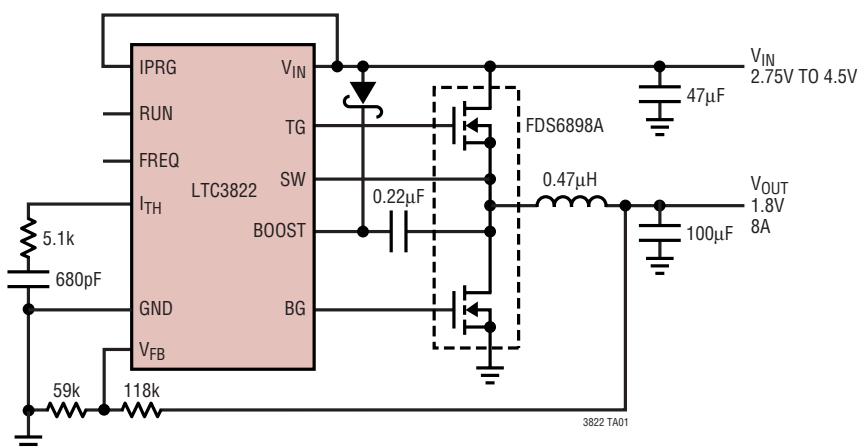 IPRG
RUN
FREQ
ITH
GND
VFB
LTC3822
VIN
TG
SW
BOOST
BG
5.1k
680pF
59k
118k
0.22μF
FDS6898A
0.47μH
VIN
2.75V TO 4.5V
47μF
VOUT
1.8V
8A
100μF
3822 TA01